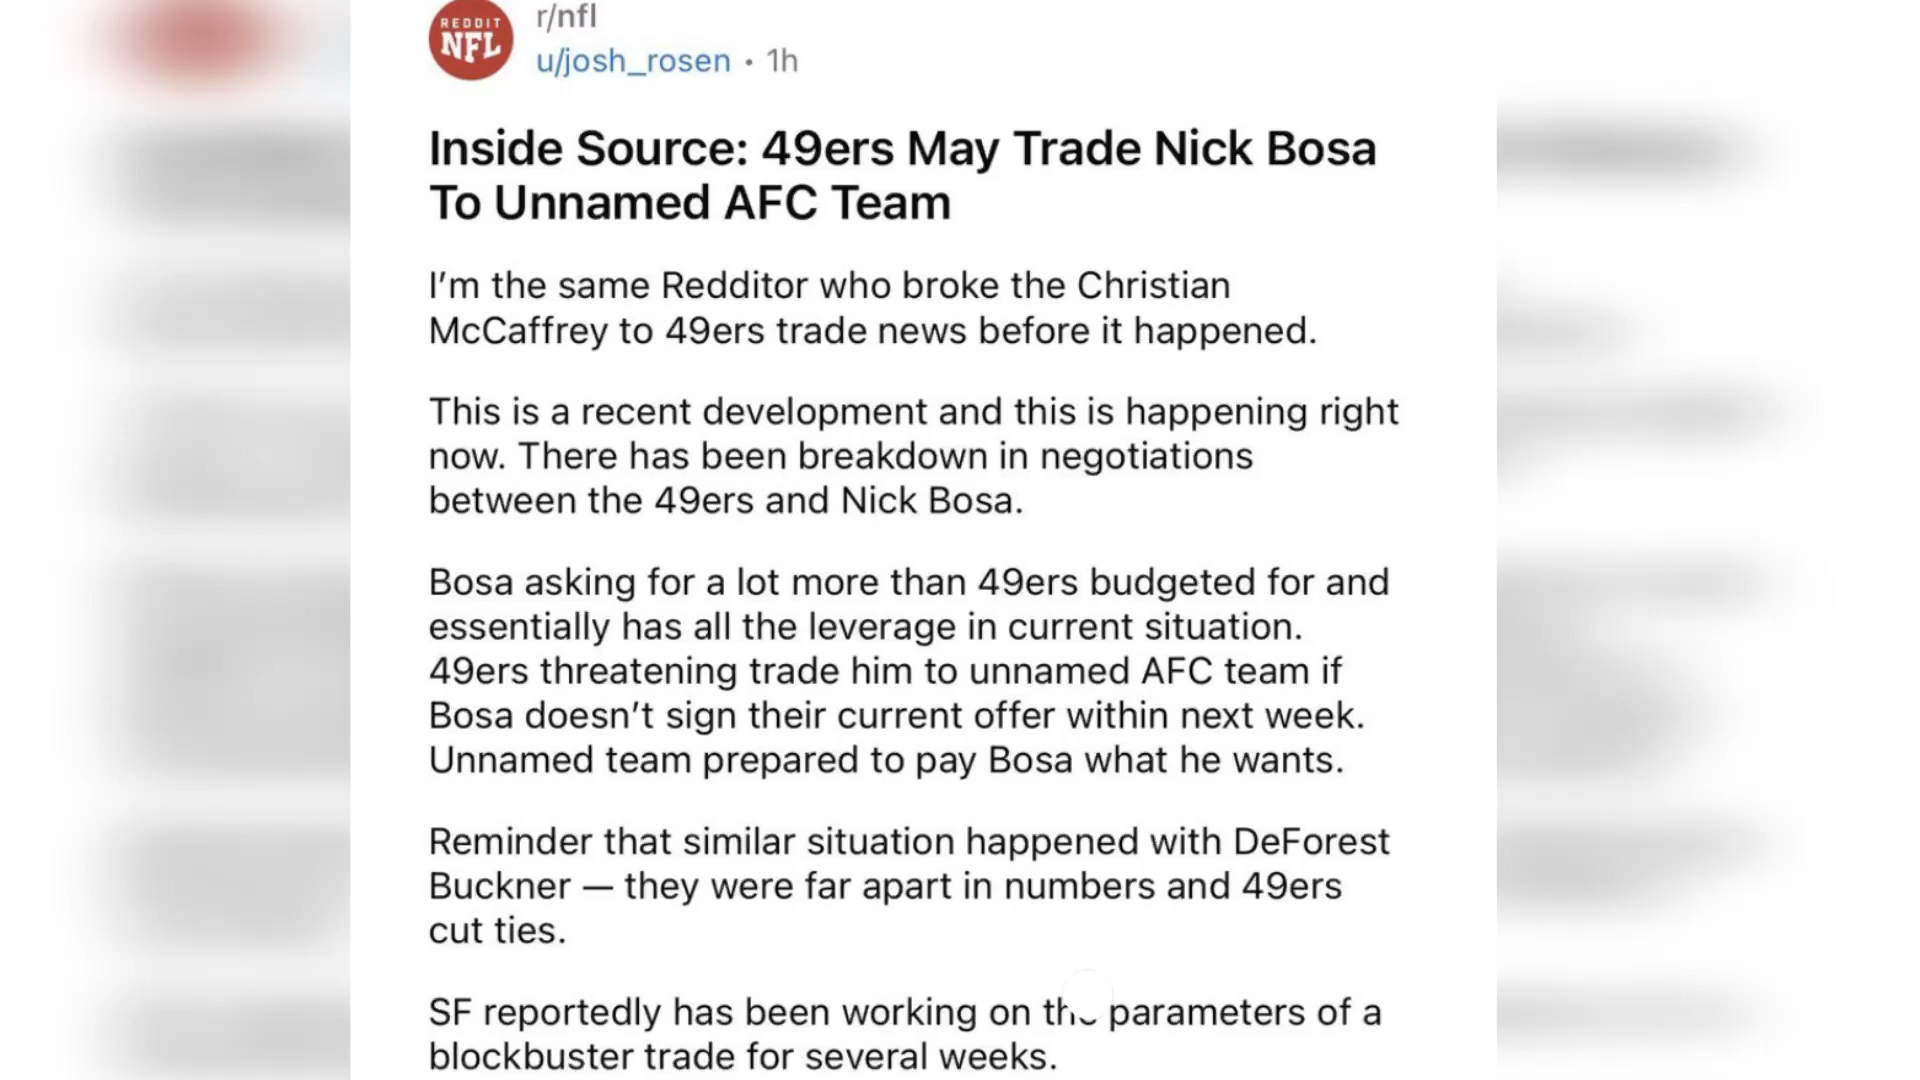 REDDIT
NFL
r/nfl
u/josh_rosen • 1h
Inside Source: 49ers May Trade Nick Bosa
To Unnamed AFC Team
I’m the same Redditor who broke the Christian
McCaffrey to 49ers trade news before it happened.
This is a recent development and this is happening right
now. There has been breakdown in negotiations
between the 49ers and Nick Bosa.
Bosa asking for a lot more than 49ers budgeted for and
essentially has all the leverage in current situation.
49ers threatening trade him to unnamed AFC team if
Bosa doesn’t sign their current offer within next week.
Unnamed team prepared to pay Bosa what he wants.
Reminder that similar situation happened with DeForest
Buckner — they were far apart in numbers and 49ers
cut ties.
SF reportedly has been working on the parameters of a
blockbuster trade for several weeks.